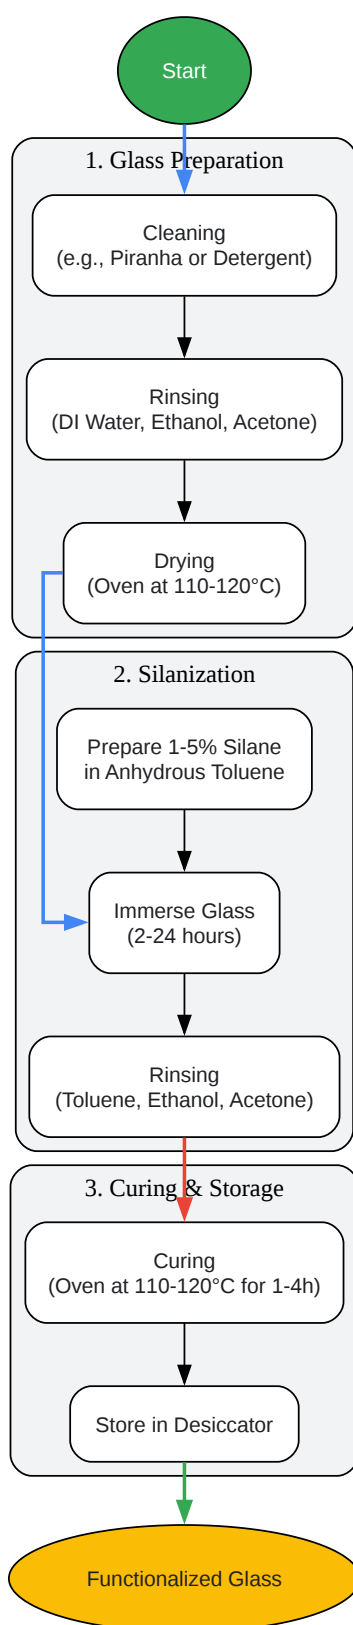 Start
1. Glass Preparation
Cleaning
(e.g., Piranha or Detergent)
Rinsing
(DI Water, Ethanol, Acetone)
Drying
(Oven at 110-120°C)
2. Silanization
Prepare 1-5% Silane
in Anhydrous Toluene
Immerse Glass
(2-24 hours)
Rinsing
(Toluene, Ethanol, Acetone)
3. Curing & Storage
Curing
(Oven at 110-120°C for 1-4h)
Store in Desiccator
Functionalized Glass